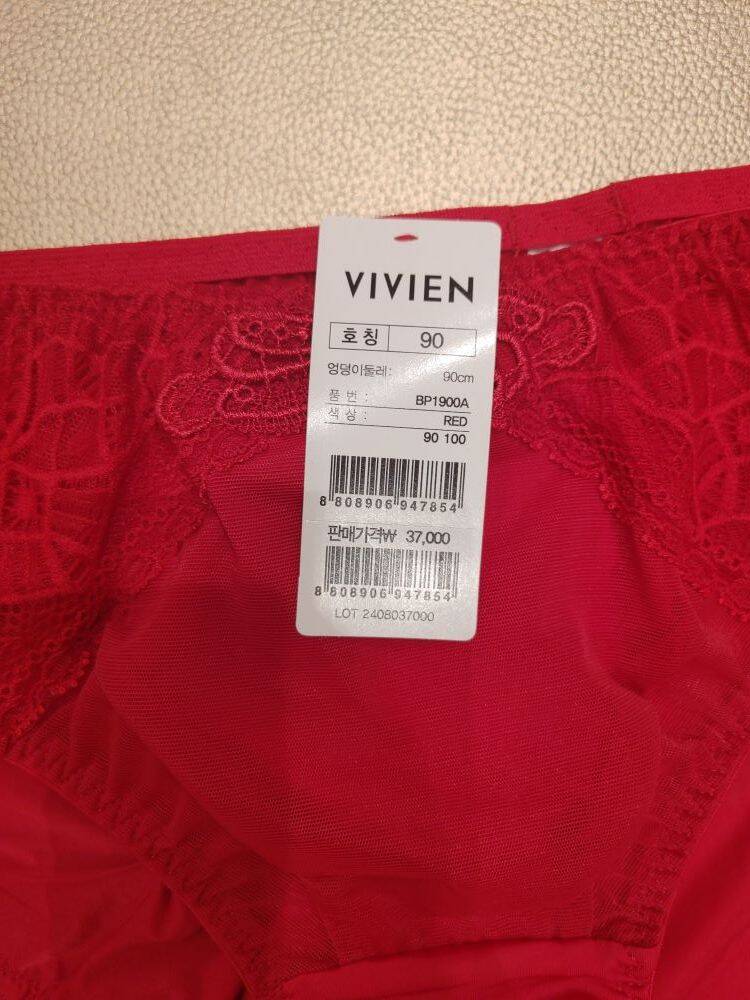 VIVIEN
호칭 90
엉덩이둘레: 90cm
품 번 : BP1900A
색 상 : RED
90 100
8 808906 947854
판매가격₩ 37,000
8 808906 947854
LOT 2408037000